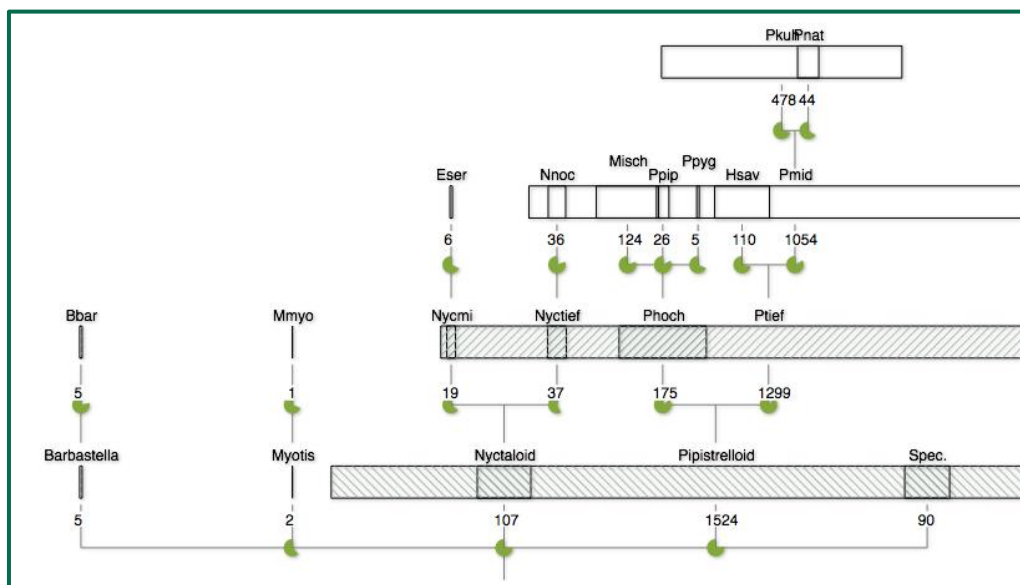 Pkuh Pnat
478 44
Misch Ppyg
Eser Nnoc Ppip Hsav Pmid
6 36 124 26 5 110 1054
Bbar Mmyo Nycmi Nyctief Phoch Ptief
5 1 19 37 175 1299
Barbastella Myotis Nyctaloid Pipistrelloid Spec.
5 2 107 1524 90